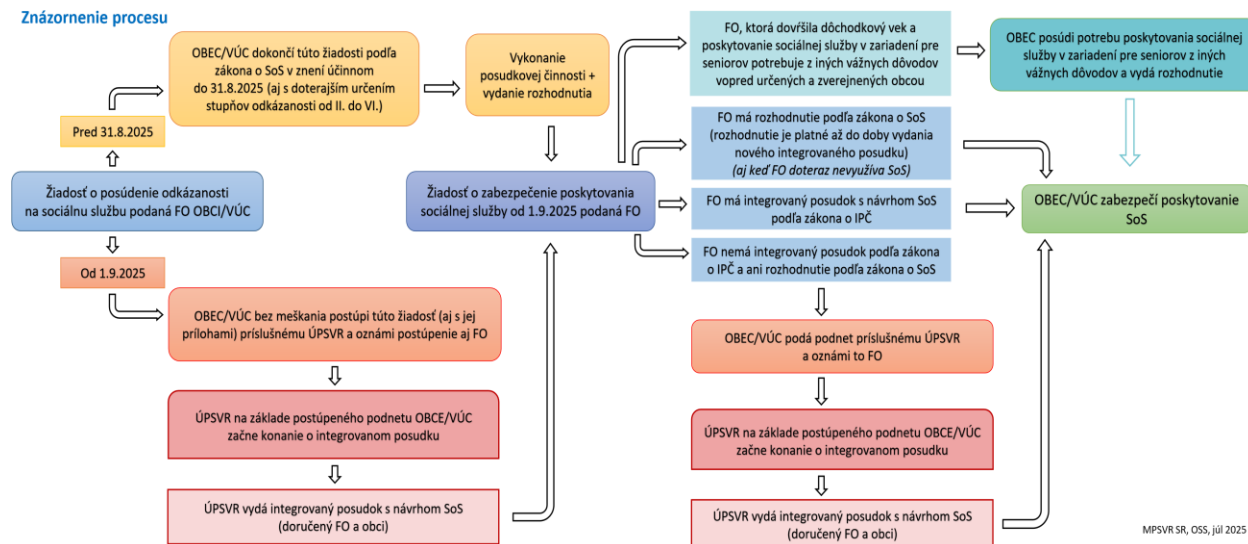 Znázornenie procesu
OBEC/VÚC dokončí túto žiadosti podľa
zákona o SoS v znení účinnom
do 31.8.2025 (aj s doterajším určením
stupňov odkázanosti od II. do VI.)
Vykonanie
posudkovej činnosti +
vydanie rozhodnutia
FO, ktorá dovŕšila dôchodkový vek a
poskytovanie sociálnej služby v zariadení pre
seniorov potrebuje z iných vážnych dôvodov
vopred určených a zverejnených obcou
OBEC posúdi potrebu poskytovania sociálnej
služby v zariadení pre seniorov z iných
vážnych dôvodov a vydá rozhodnutie
Pred 31.8.2025
Žiadosť o posúdenie odkázanosti
na sociálnu službu podaná FO OBCI/VÚC
Od 1.9.2025
Žiadosť o zabezpečenie poskytovania
sociálnej služby od 1.9.2025 podaná FO
FO má rozhodnutie podľa zákona o SoS
(rozhodnutie je platné až do doby vydania
nového integrovaného posudku)
(aj keď FO doteraz nevyužíva SoS)
FO má integrovaný posudok s návrhom SoS
podľa zákona o IPČ
FO nemá integrovaný posudok podľa zákona
o IPČ a ani rozhodnutie podľa zákona o SoS
OBEC/VÚC zabezpečí poskytovanie
SoS
OBEC/VÚC bez meškania postúpi túto žiadosť (aj s jej
prílohami) príslušnému ÚPSVR a oznámi postúpenie aj FO
ÚPSVR na základe postúpeného podnetu OBCE/VÚC
začne konanie o integrovanom posudku
ÚPSVR vydá integrovaný posudok s návrhom SoS
(doručený FO a obci)
OBEC/VÚC podá podnet príslušnému ÚPSVR
a oznámi to FO
ÚPSVR na základe postúpeného podnetu OBCE/VÚC
začne konanie o integrovanom posudku
ÚPSVR vydá integrovaný posudok s návrhom SoS
(doručený FO a obci)
MPSVR SR, OSS, júl 2025